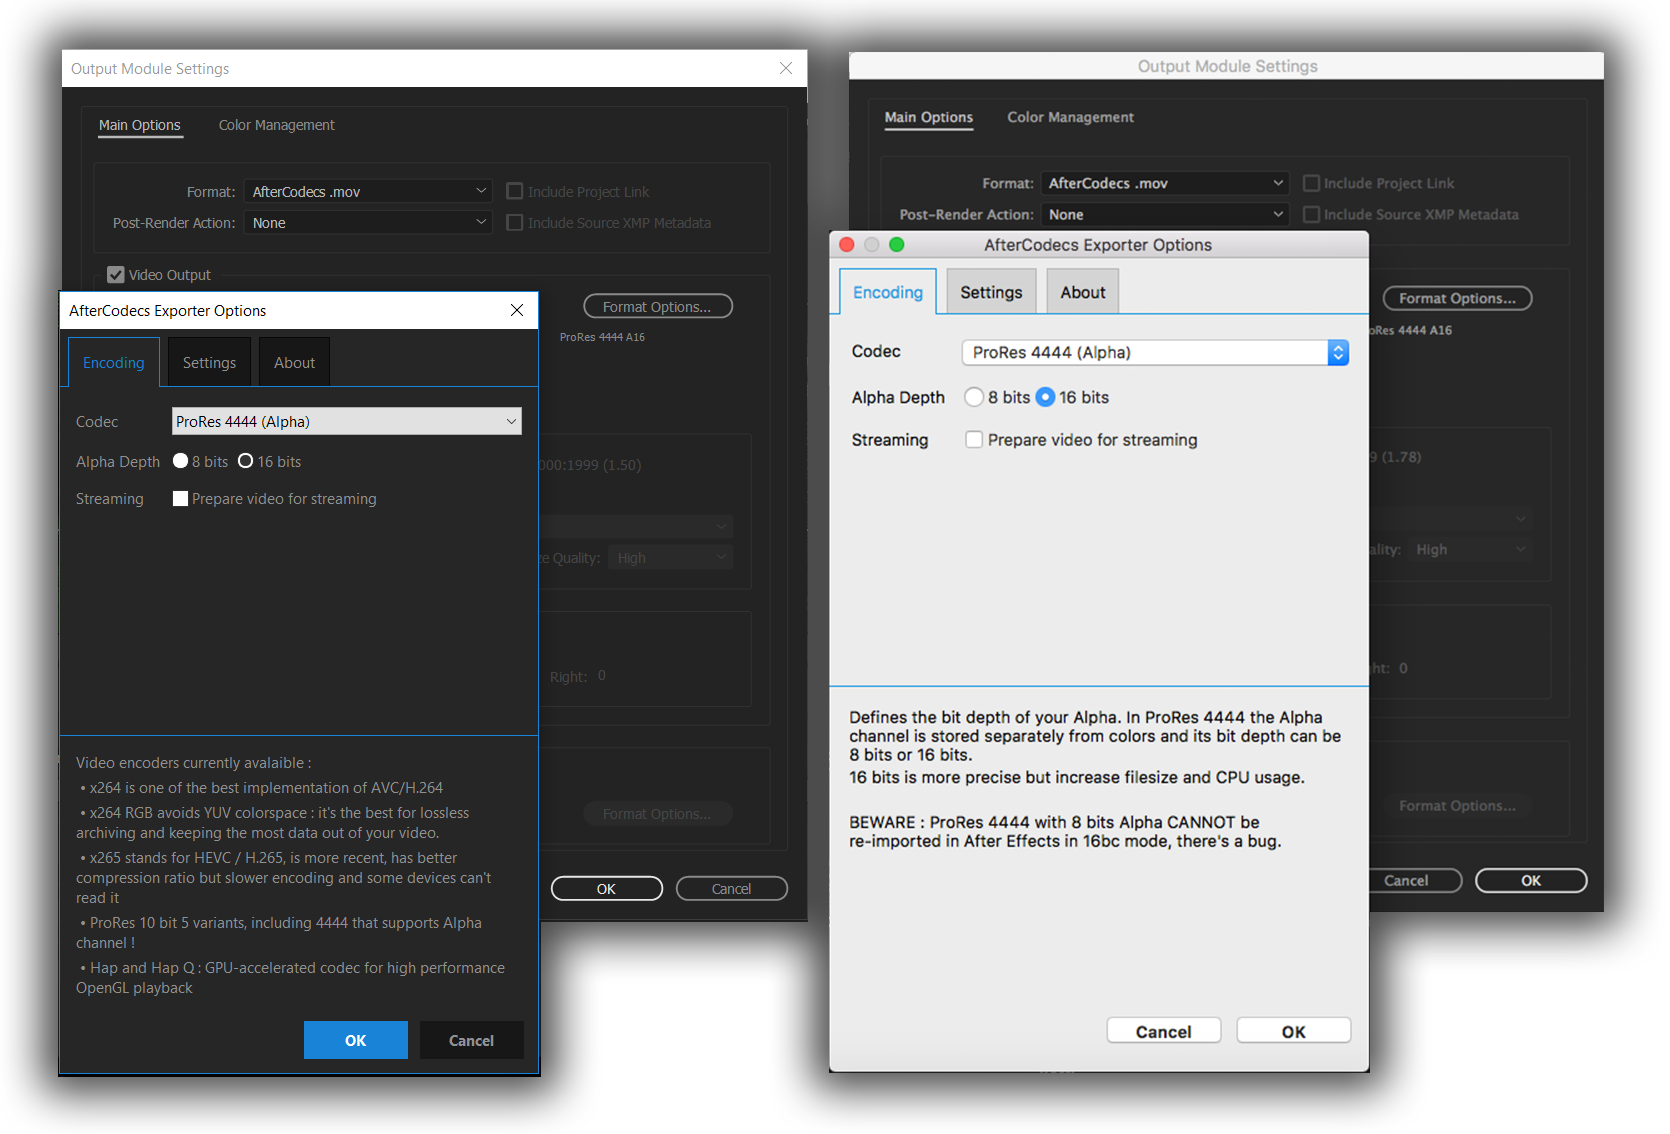 Output Module Settings
Main Options
Color Management
Format:
AfterCodecs .mov
Include Project Link
Post-Render Action:
None
Include Source XMP Metadata
Video Output
Format Options...
ProRes 4444 A16
000:1999 (1.50)
ze Quality:
High
Right:
0
Format Options...
OK
Cancel
AfterCodecs Exporter Options
Encoding
Settings
About
Codec
ProRes 4444 (Alpha)
Alpha Depth
8 bits
16 bits
Streaming
Prepare video for streaming
Video encoders currently avalaible :
• x264 is one of the best implementation of AVC/H.264
• x264 RGB avoids YUV colorspace : it's the best for lossless
archiving and keeping the most data out of your video.
• x265 stands for HEVC / H.265, is more recent, has better
compression ratio but slower encoding and some devices can't
read it
• ProRes 10 bit 5 variants, including 4444 that supports Alpha
channel !
• Hap and Hap Q : GPU-accelerated codec for high performance
OpenGL playback
OK
Cancel
Output Module Settings
Main Options
Color Management
Format:
AfterCodecs .mov
Include Project Link
Post-Render Action:
None
Include Source XMP Metadata
Format Options...
oRes 4444 A16
9 (1.78)
ality:
High
ht:
0
Format Options...
Cancel
OK
AfterCodecs Exporter Options
Encoding
Settings
About
Codec
ProRes 4444 (Alpha)
Alpha Depth
8 bits
16 bits
Streaming
Prepare video for streaming
Defines the bit depth of your Alpha. In ProRes 4444 the Alpha
channel is stored separately from colors and its bit depth can be
8 bits or 16 bits.
16 bits is more precise but increase filesize and CPU usage.
BEWARE : ProRes 4444 with 8 bits Alpha CANNOT be
re-imported in After Effects in 16bc mode, there's a bug.
Cancel
OK